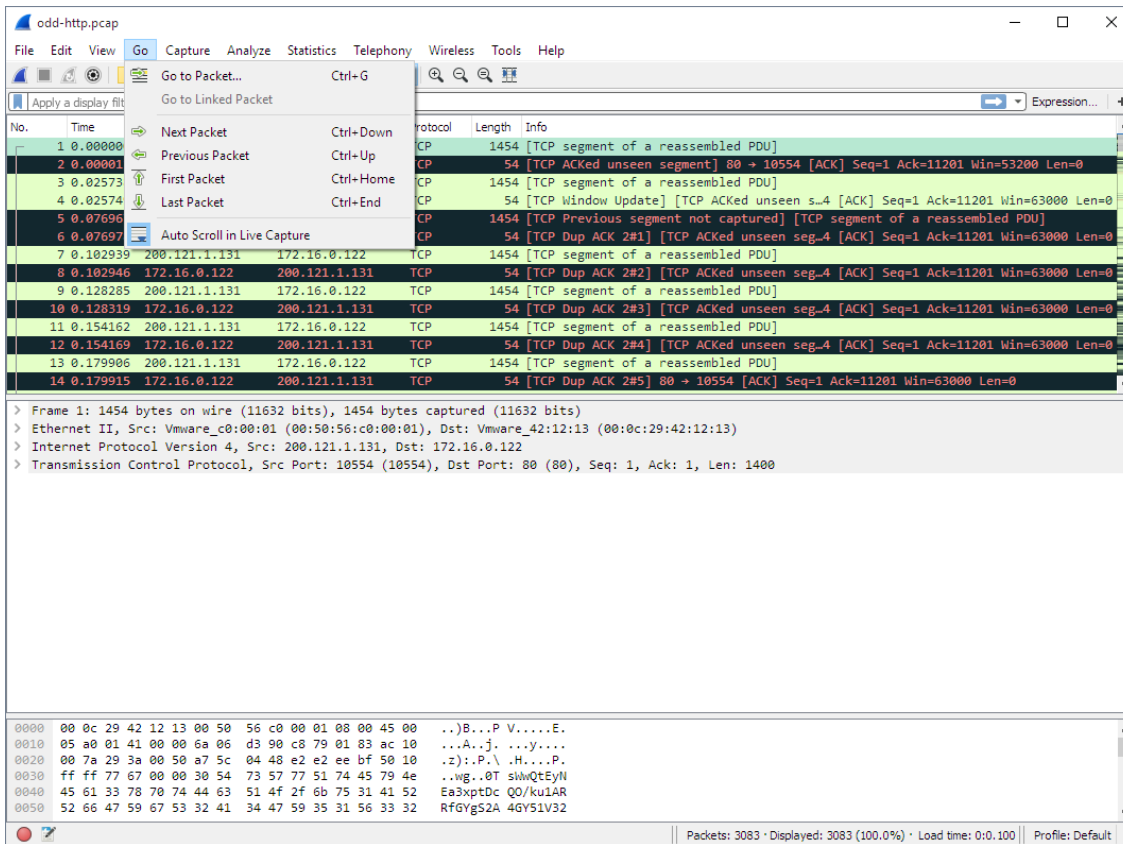 odd-http.pcap
File Edit View Go Capture Analyze Statistics Telephony Wireless Tools Help
Go to Packet... Ctrl+G
Go to Linked Packet
Next Packet Ctrl+Down
Previous Packet Ctrl+Up
First Packet Ctrl+Home
Last Packet Ctrl+End
Auto Scroll in Live Capture
Apply a display filt Expression... +
No. Time rotocol Length Info
1 0.00000 CP 1454 [TCP segment of a reassembled PDU]
2 0.00001 CP 54 [TCP ACKed unseen segment] 80 → 10554 [ACK] Seq=1 Ack=11201 Win=53200 Len=0
3 0.02573 CP 1454 [TCP segment of a reassembled PDU]
4 0.02574 CP 54 [TCP Window Update] [TCP ACKed unseen s…4 [ACK] Seq=1 Ack=11201 Win=63000 Len=0
5 0.07696 CP 1454 [TCP Previous segment not captured] [TCP segment of a reassembled PDU]
6 0.07697 CP 54 [TCP Dup ACK 2#1] [TCP ACKed unseen seg…4 [ACK] Seq=1 Ack=11201 Win=63000 Len=0
7 0.102939 200.121.1.131 172.16.0.122 TCP 1454 [TCP segment of a reassembled PDU]
8 0.102946 172.16.0.122 200.121.1.131 TCP 54 [TCP Dup ACK 2#2] [TCP ACKed unseen seg…4 [ACK] Seq=1 Ack=11201 Win=63000 Len=0
9 0.128285 200.121.1.131 172.16.0.122 TCP 1454 [TCP segment of a reassembled PDU]
10 0.128319 172.16.0.122 200.121.1.131 TCP 54 [TCP Dup ACK 2#3] [TCP ACKed unseen seg…4 [ACK] Seq=1 Ack=11201 Win=63000 Len=0
11 0.154162 200.121.1.131 172.16.0.122 TCP 1454 [TCP segment of a reassembled PDU]
12 0.154169 172.16.0.122 200.121.1.131 TCP 54 [TCP Dup ACK 2#4] [TCP ACKed unseen seg…4 [ACK] Seq=1 Ack=11201 Win=63000 Len=0
13 0.179906 200.121.1.131 172.16.0.122 TCP 1454 [TCP segment of a reassembled PDU]
14 0.179915 172.16.0.122 200.121.1.131 TCP 54 [TCP Dup ACK 2#5] 80 → 10554 [ACK] Seq=1 Ack=11201 Win=63000 Len=0
> Frame 1: 1454 bytes on wire (11632 bits), 1454 bytes captured (11632 bits)
> Ethernet II, Src: Vmware_c0:00:01 (00:50:56:c0:00:01), Dst: Vmware_42:12:13 (00:0c:29:42:12:13)
> Internet Protocol Version 4, Src: 200.121.1.131, Dst: 172.16.0.122
> Transmission Control Protocol, Src Port: 10554 (10554), Dst Port: 80 (80), Seq: 1, Ack: 1, Len: 1400
0000 00 0c 29 42 12 13 00 50 56 c0 00 01 08 00 45 00 ..)B...P V.....E.
0010 05 a0 01 41 00 00 6a 06 d3 90 c8 79 01 83 ac 10 ...A..j. ...y....
0020 00 7a 29 3a 00 50 a7 5c 04 48 e2 e2 ee bf 50 10 .z):.P.\ .H....P.
0030 ff ff 77 67 00 00 30 54 73 57 77 51 74 45 79 4e ..wg..0T sWwQtEyN
0040 45 61 33 78 70 74 44 63 51 4f 2f 6b 75 31 41 52 Ea3xptDc QO/ku1AR
0050 52 66 47 59 67 53 32 41 34 47 59 35 31 56 33 32 RfGYgS2A 4GY51V32
Packets: 3083 · Displayed: 3083 (100.0%) · Load time: 0:0.100 Profile: Default